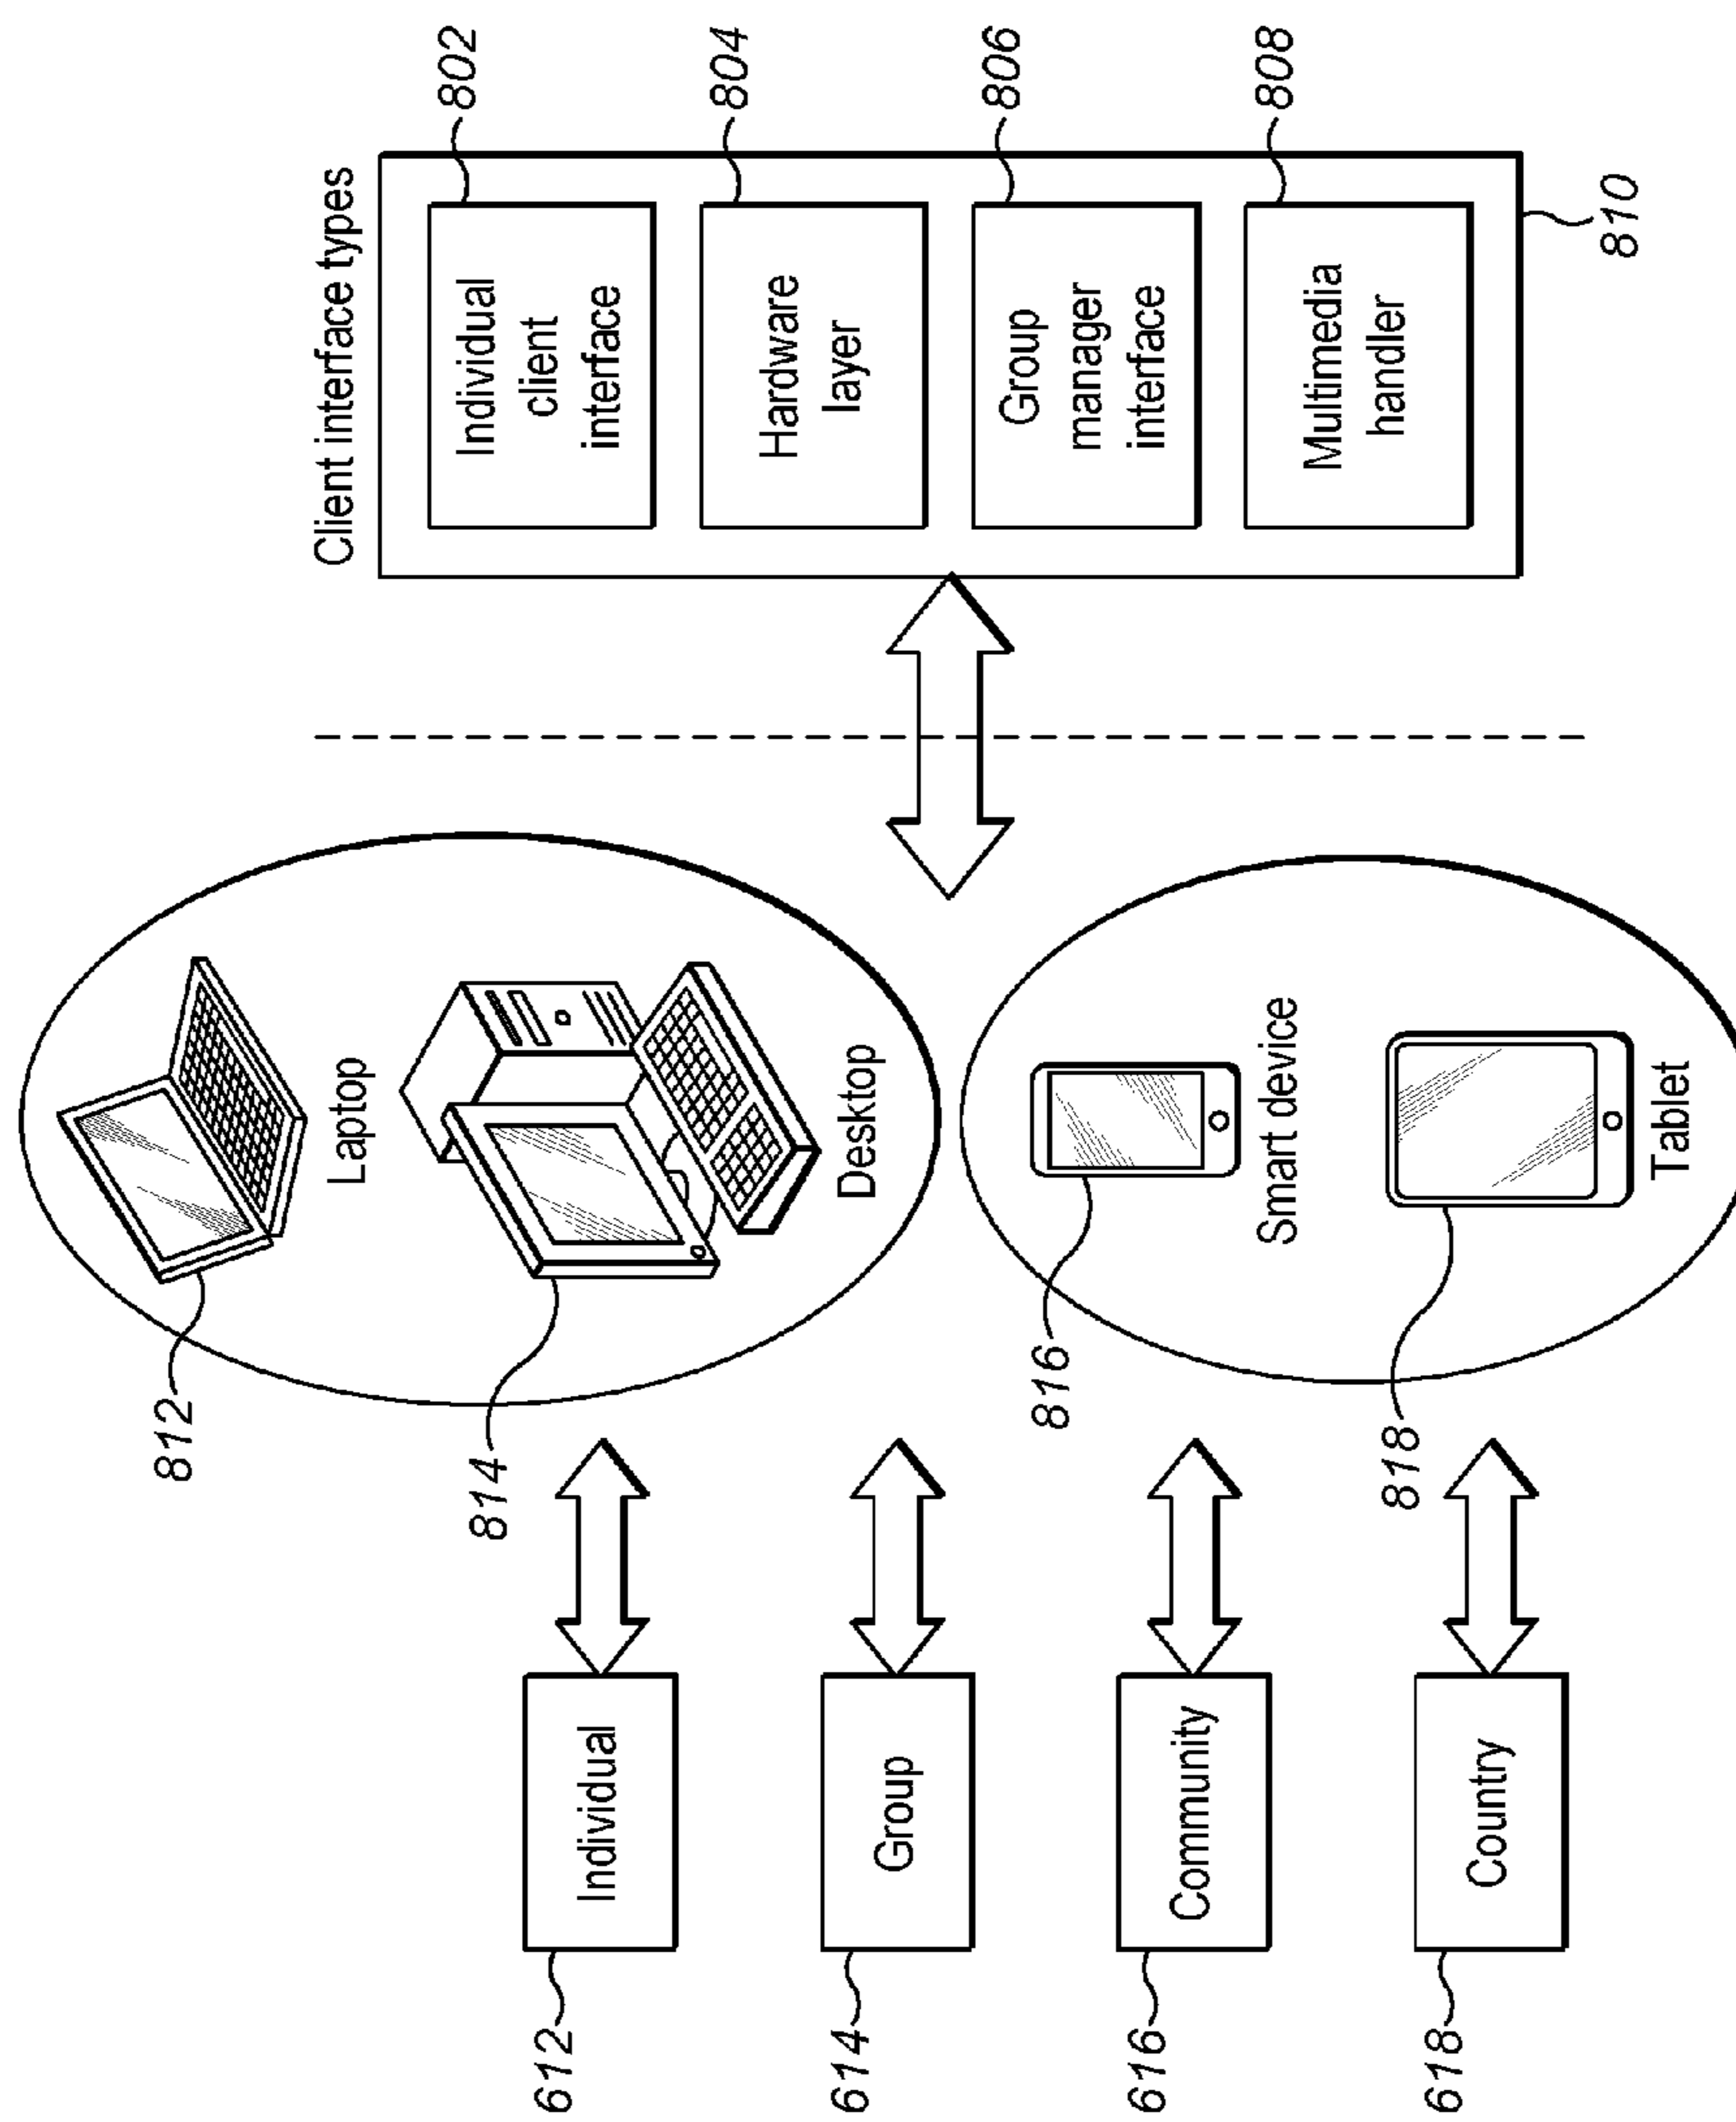 612
Individual
614
Group
616
Community
618
Country
812
Laptop
814
Desktop
816
Smart device
818
Tablet
Client interface types
Individual
client
interface
802
Hardware
layer
804
Group
manager
interface
806
Multimedia
handler
808
810